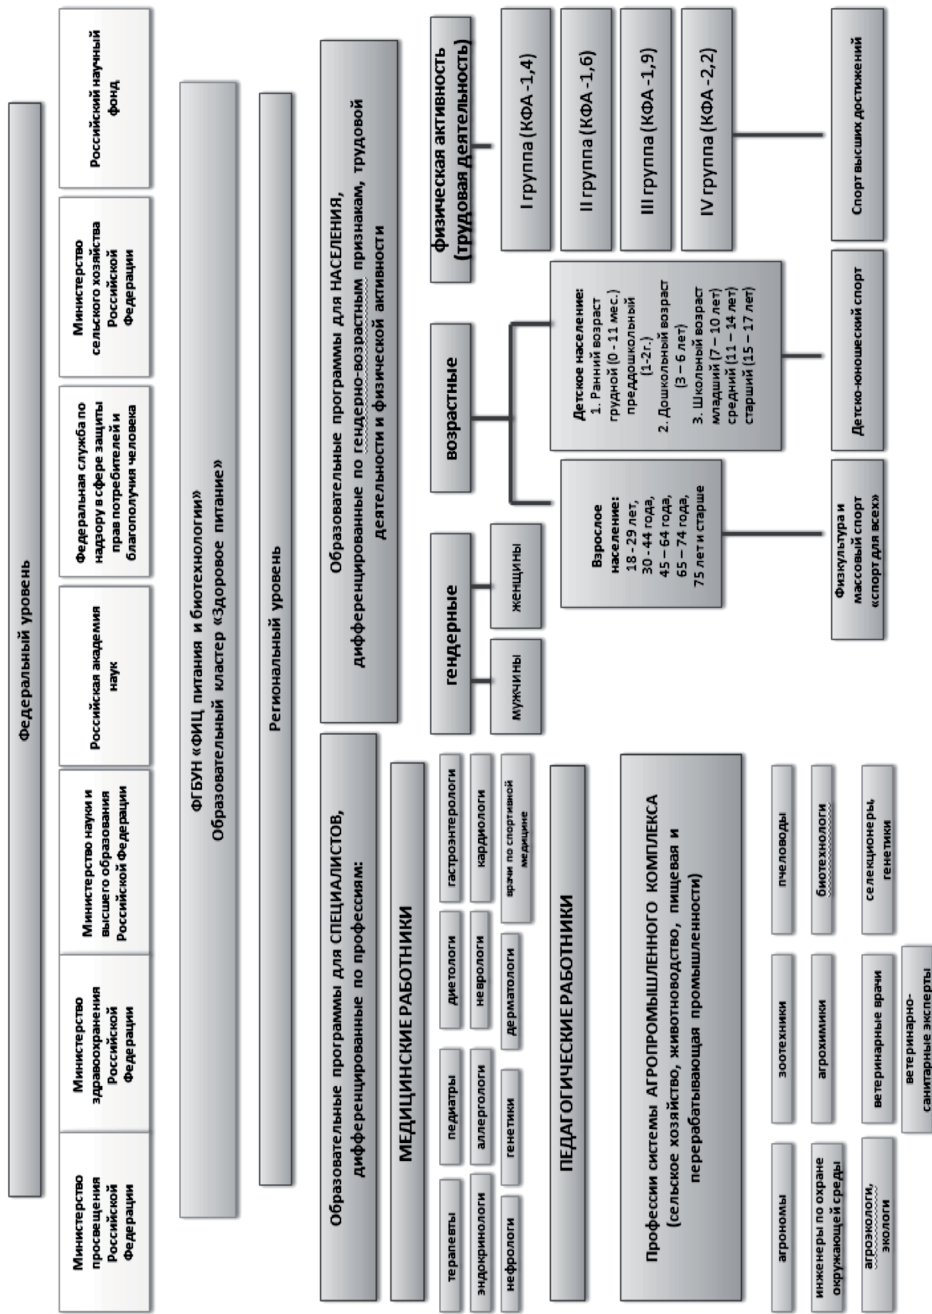 Федеральный уровень
Министерство
просвещения
Российской
Федерации
Министерство
здравоохранения
Российской
Федерации
Министерство науки и
высшего образования
Российской Федерации
Российская академия
наук
Федеральная служба по
надзору в сфере защиты
прав потребителей и
благополучия человека
Министерство
сельского хозяйства
Российской
Федерации
Российский научный
фонд
ФГБУН «ФИЦ питания и биотехнологии»
Образовательный кластер «Здоровое питание»
Региональный уровень
Образовательные программы для СПЕЦИАЛИСТОВ,
дифференцированные по профессиям:
МЕДИЦИНСКИЕ РАБОТНИКИ
терапевты
педиатры
диетологи
гастроэнтерологи
эндокринологи
аллергологи
неврологи
кардиологи
нефрологи
генетики
дерматологи
врачи по спортивной
медицине
ПЕДАГОГИЧЕСКИЕ РАБОТНИКИ
Профессии системы АГРОПРОМЫШЛЕННОГО КОМПЛЕКСА
(сельское хозяйство, животноводство, пищевая и
перерабатывающая промышленности)
агрономы
зоотехники
пчеловоды
инженеры по охране
окружающей среды
агрохимики
биотехнологи
агроэкологи,
экологи
ветеринарные врачи
селекционеры,
генетики
ветеринарно-
санитарные эксперты
Образовательные программы для НАСЕЛЕНИЯ,
дифференцированные по гендерно-возрастным признакам, трудовой
деятельности и физической активности
гендерные
мужчины
женщины
возрастные
Взрослое
население:
18 - 29 лет,
30 - 44 года,
45 – 64 года,
65 – 74 года,
75 лет и старше
Детское население:
1. Ранний возраст
грудной (0 - 11 мес.)
преддошкольный
(1-2г.)
2. Дошкольный возраст
(3 – 6 лет)
3. Школьный возраст
младший (7 – 10 лет)
средний (11 – 14 лет)
старший (15 – 17 лет)
физическая активность
(трудовая деятельность)
I группа (КФА -1,4)
II группа (КФА -1,6)
III группа (КФА -1,9)
IV группа (КФА -2,2)
Физкультура и
массовый спорт
«спорт для всех»
Детско-юношеский спорт
Спорт высших достижений